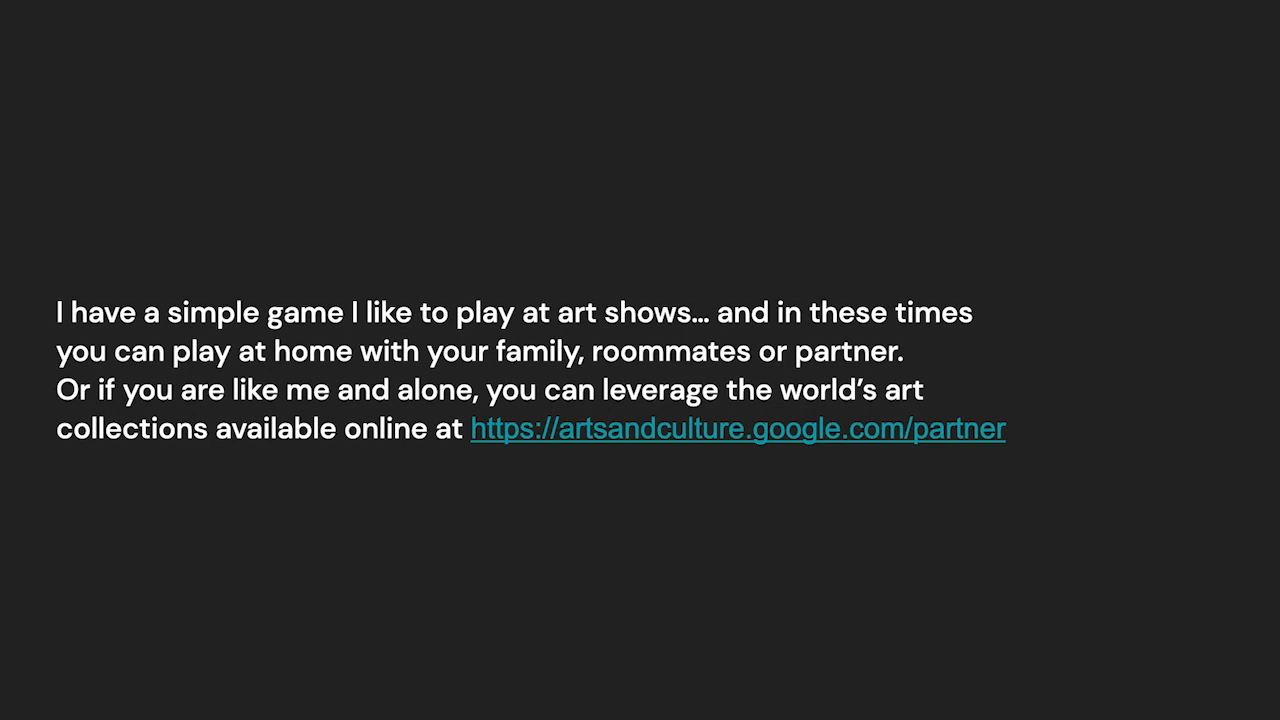 I have a simple game I like to play at art shows... and in these times
you can play at home with your family, roommates or partner.
Or if you are like me and alone, you can leverage the world’s art
collections available online at https://artsandculture.google.com/partner